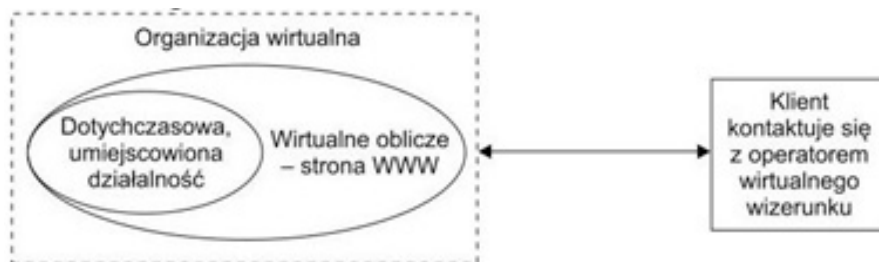 Organizacja wirtualna
Dotychczasowa,
umiejscowiona
działalność
Wirtualne oblicze
– strona WWW
Klient
kontaktuje się
z operatorem
wirtualnego
wizerunku